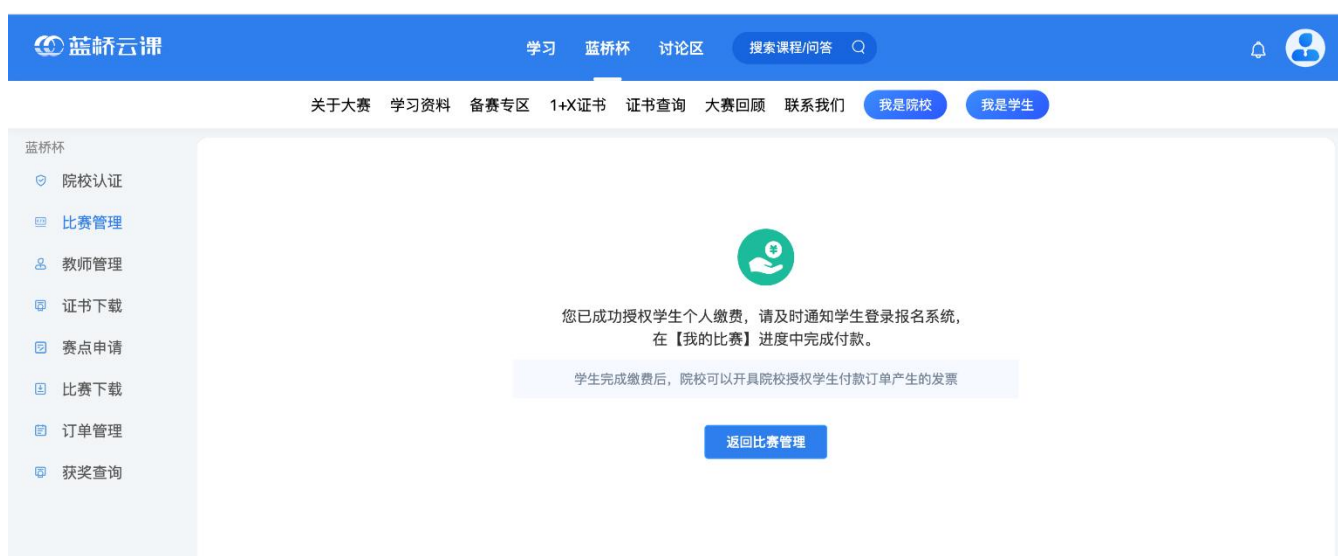 蓝桥云课
学习 蓝桥杯 讨论区 搜索课程/问答
关于大赛 学习资料 备赛专区 1+X证书 证书查询 大赛回顾 联系我们 我是院校 我是学生
蓝桥杯
院校认证
比赛管理
教师管理
证书下载
赛点申请
比赛下载
订单管理
获奖查询
¥
您已成功授权学生个人缴费，请及时通知学生登录报名系统，
在【我的比赛】进度中完成付款。
学生完成缴费后，院校可以开具院校授权学生付款订单产生的发票
返回比赛管理